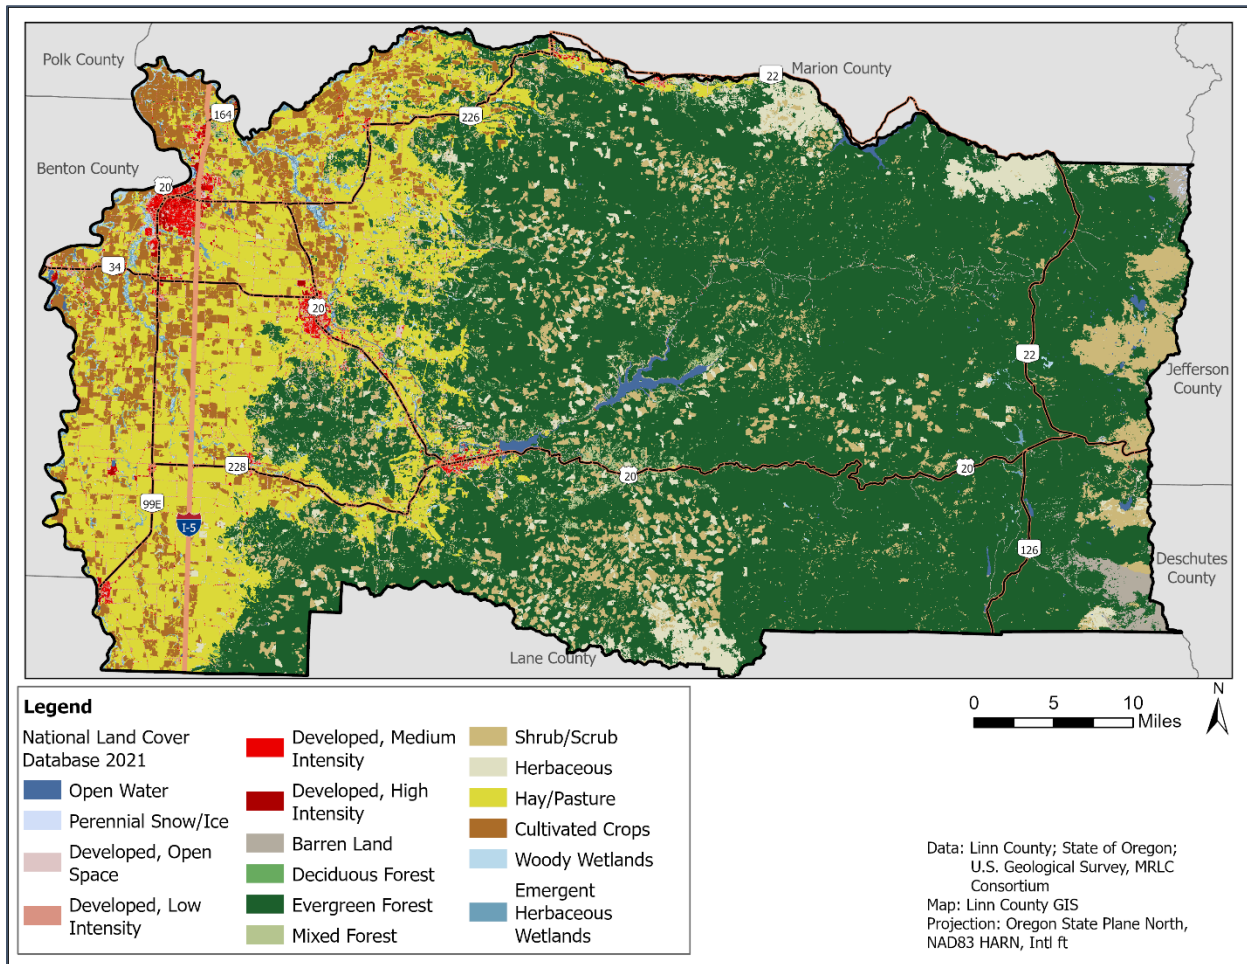 Polk County
Marion County
22
164
226
Benton County
20
34
20
22
Jefferson
County
228
20
20
99E
I-5
126
Deschutes
County
Lane County
Legend
National Land Cover
Database 2021
Open Water
Perennial Snow/Ice
Developed, Open
Space
Developed, Low
Intensity
Developed, Medium
Intensity
Developed, High
Intensity
Barren Land
Deciduous Forest
Evergreen Forest
Mixed Forest
Shrub/Scrub
Herbaceous
Hay/Pasture
Cultivated Crops
Woody Wetlands
Emergent
Herbaceous
Wetlands
0 5 10
Miles
N
Data: Linn County; State of Oregon;
U.S. Geological Survey, MRLC
Consortium
Map: Linn County GIS
Projection: Oregon State Plane North,
NAD83 HARN, Intl ft